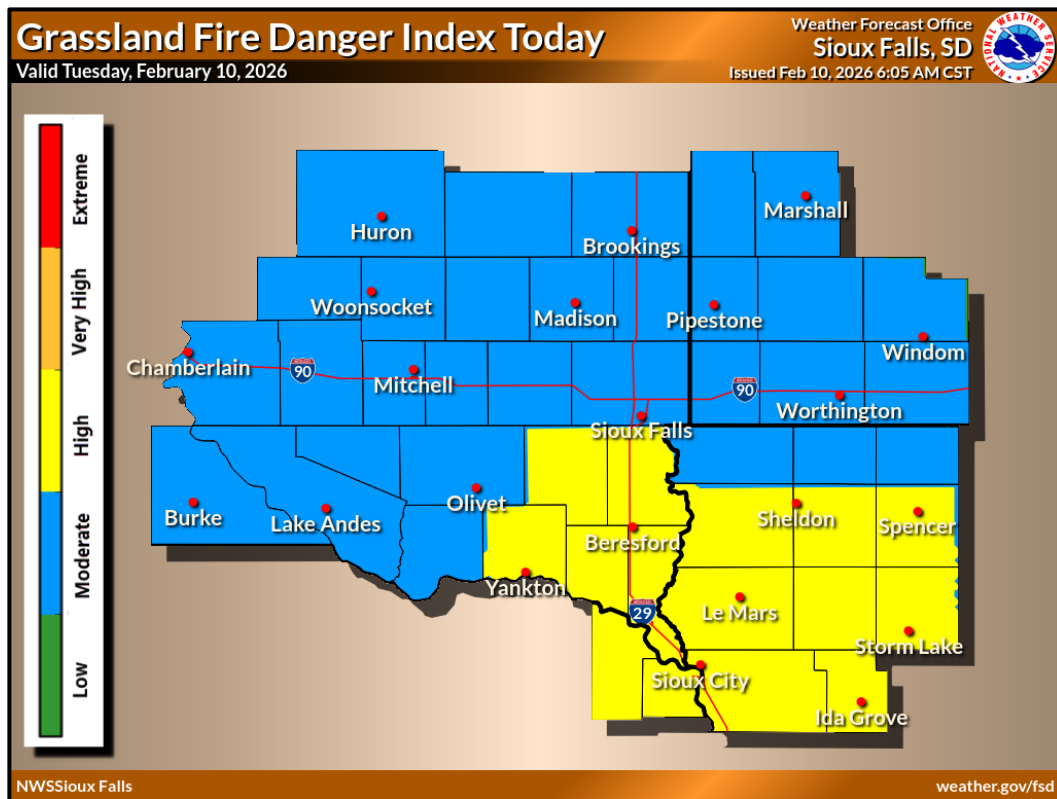 Grassland Fire Danger Index Today
Valid Tuesday, February 10, 2026
Weather Forecast Office
Sioux Falls, SD
Issued Feb 10, 2026 6:05 AM CST
NATIONAL WEATHER SERVICE
Extreme
Very High
High
Moderate
Low
Marshall
Huron
Brookings
Woonsocket
Madison
Pipestone
Windom
Chamberlain
90
Mitchell
90
Worthington
Sioux Falls
Burke
Lake Andes
Olivet
Beresford
Sheldon
Spencer
Yankton
29
Le Mars
Storm Lake
Sioux City
Ida Grove
NWSSioux Falls
weather.gov/fsd